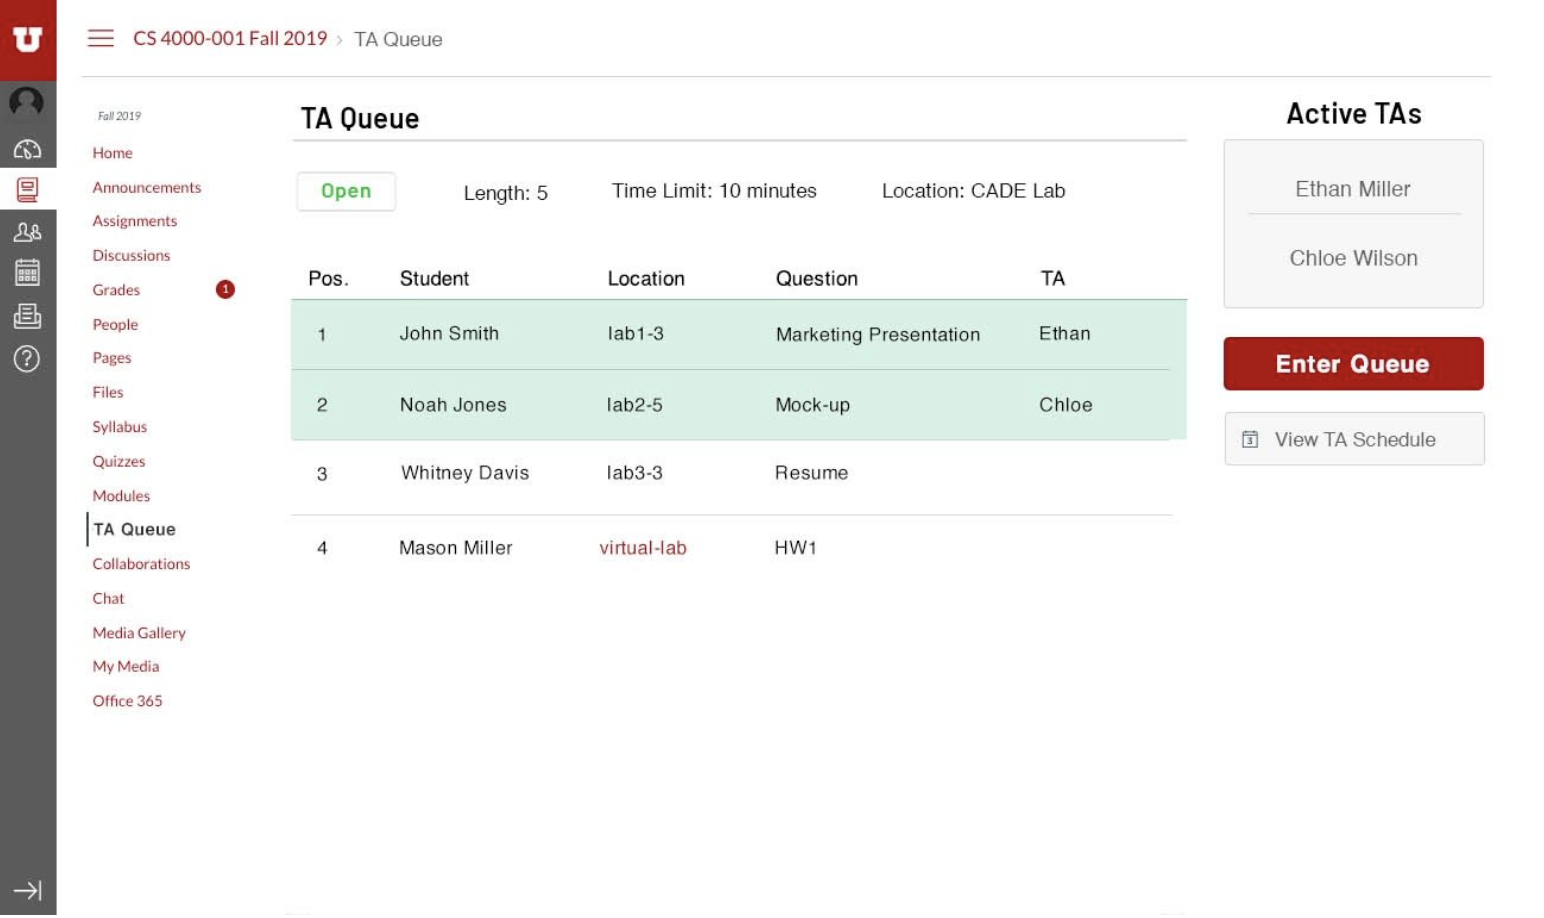 U
CS 4000-001 Fall 2019 › TA Queue
Fall 2019
Home
Announcements
Assignments
Discussions
Grades 1
People
Pages
Files
Syllabus
Quizzes
Modules
TA Queue
Collaborations
Chat
Media Gallery
My Media
Office 365
TA Queue
Open Length: 5 Time Limit: 10 minutes Location: CADE Lab
Pos. Student Location Question TA
1 John Smith lab1-3 Marketing Presentation Ethan
2 Noah Jones lab2-5 Mock-up Chloe
3 Whitney Davis lab3-3 Resume
4 Mason Miller virtual-lab HW1
Active TAs
Ethan Miller
Chloe Wilson
Enter Queue
View TA Schedule